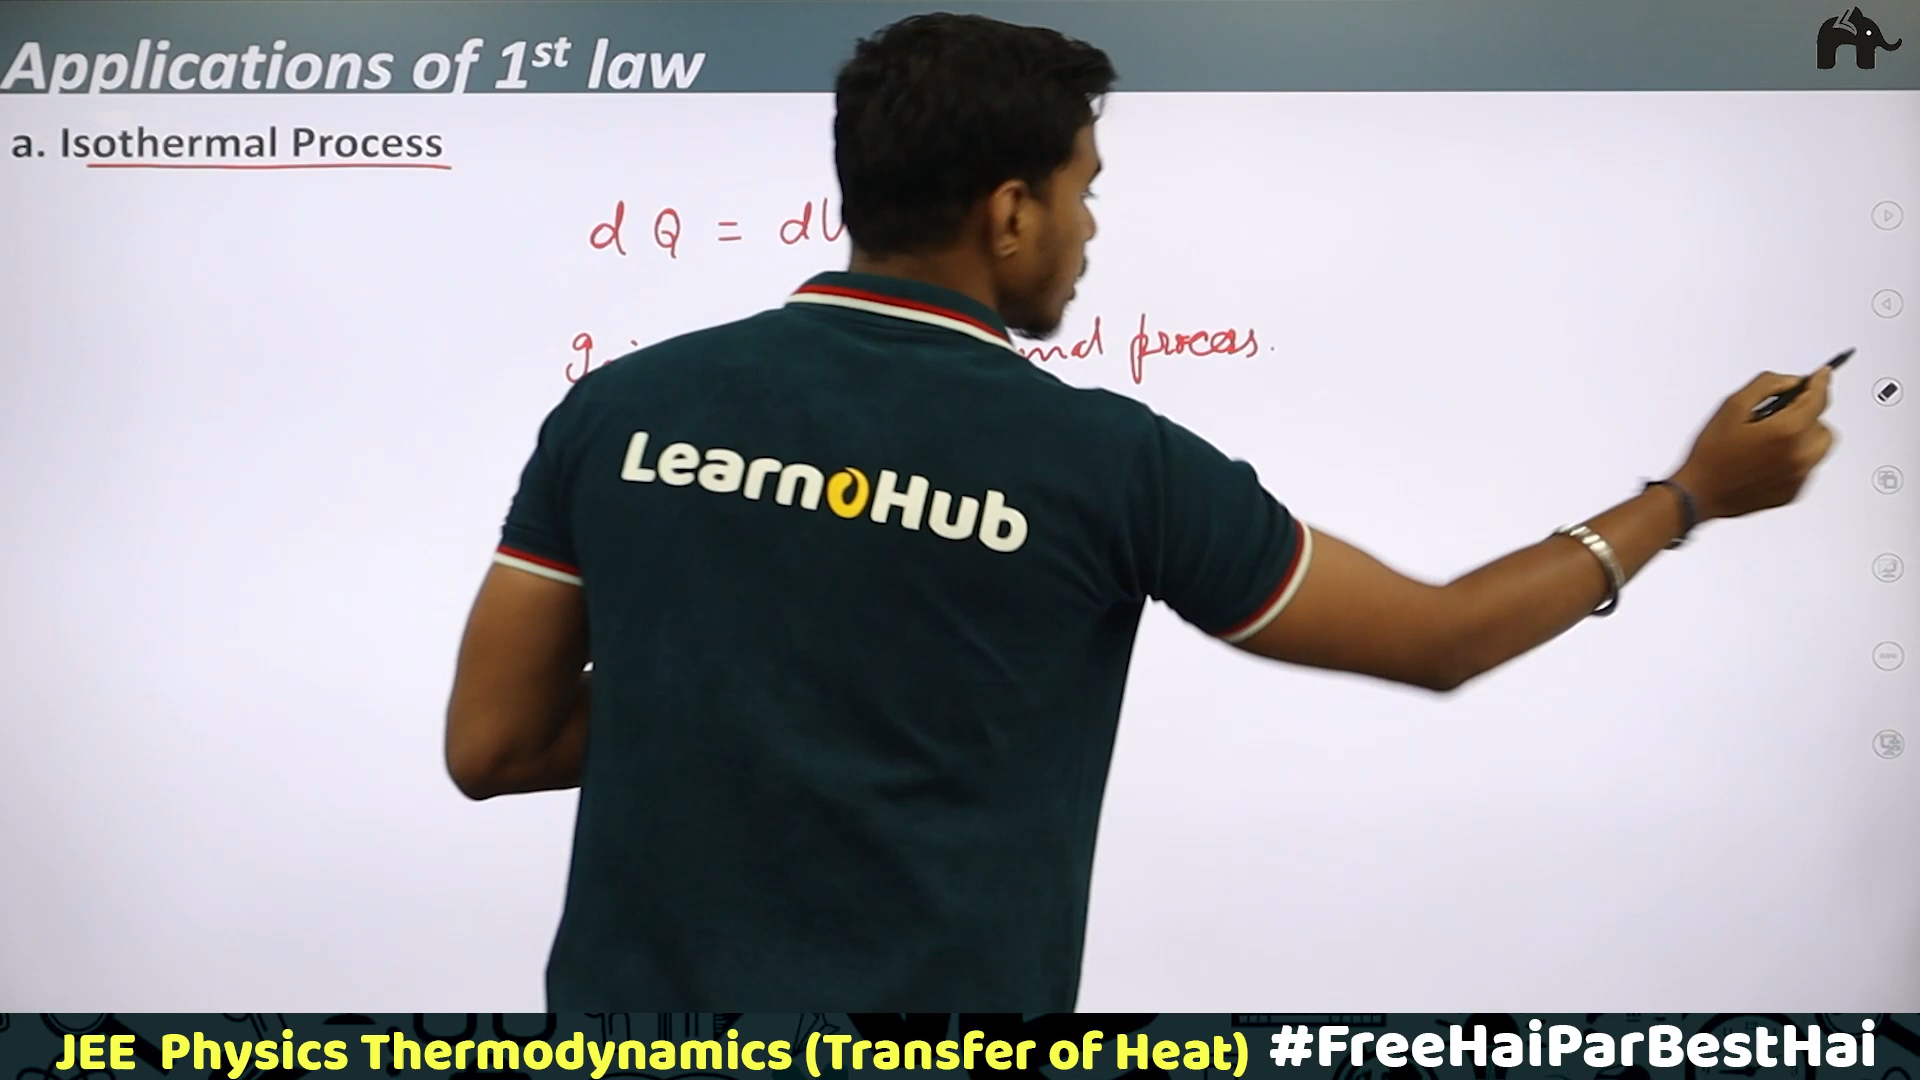 Applications of 1st law
a. Isothermal Process
d Q = dU
process.
LearnoHub
JEE Physics Thermodynamics (Transfer of Heat) #FreeHaiParBestHai